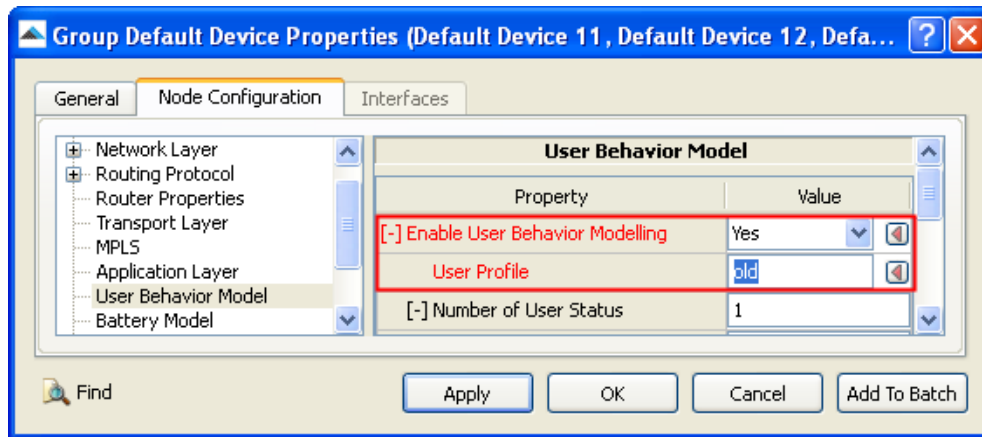 Group Default Device Properties (Default Device 11, Default Device 12, Defa...
General Node Configuration Interfaces
Network Layer
Routing Protocol
Router Properties
Transport Layer
MPLS
Application Layer
User Behavior Model
Battery Model
User Behavior Model
Property Value
[-] Enable User Behavior Modelling Yes
User Profile old
[-] Number of User Status 1
Find Apply OK Cancel Add To Batch